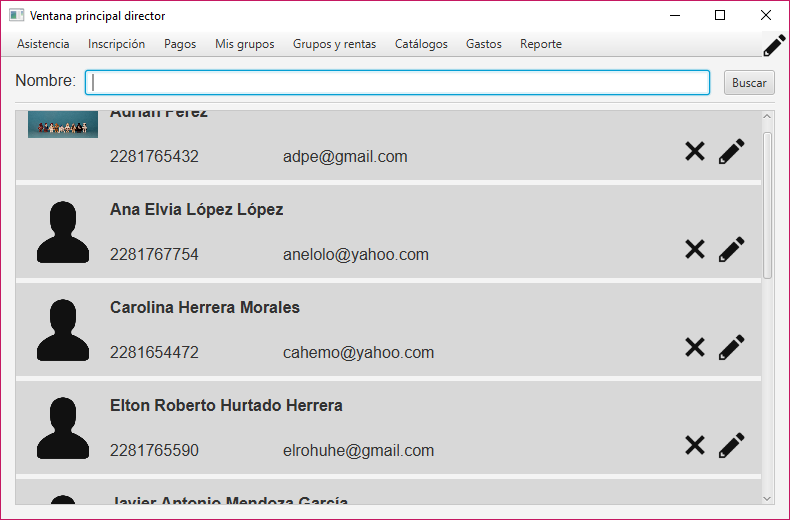 Ventana principal director
Asistencia Inscripción Pagos Mis grupos Grupos y rentas Catálogos Gastos Reporte
Nombre: Buscar
Adrián Pérez
2281765432 adpe@gmail.com
Ana Elvia López López
2281767754 anelolo@yahoo.com
Carolina Herrera Morales
2281654472 cahemo@yahoo.com
Elton Roberto Hurtado Herrera
2281765590 elrohuhe@gmail.com
Javier Antonio Mendoza García